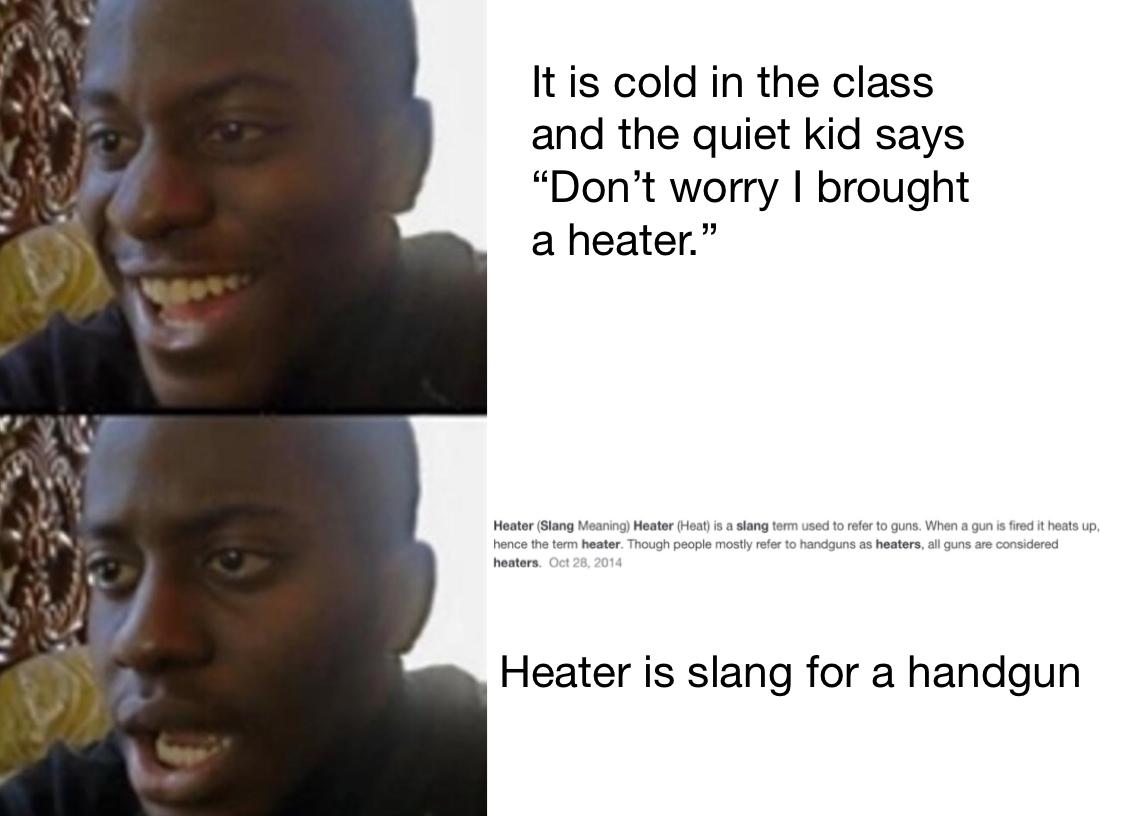 It is cold in the class
and the quiet kid says
“Don’t worry I brought
a heater.”
Heater (Slang Meaning) Heater (Heat) is a slang term used to refer to guns. When a gun is fired it heats up,
hence the term heater. Though people mostly refer to handguns as heaters, all guns are considered
heaters. Oct 28, 2014
Heater is slang for a handgun